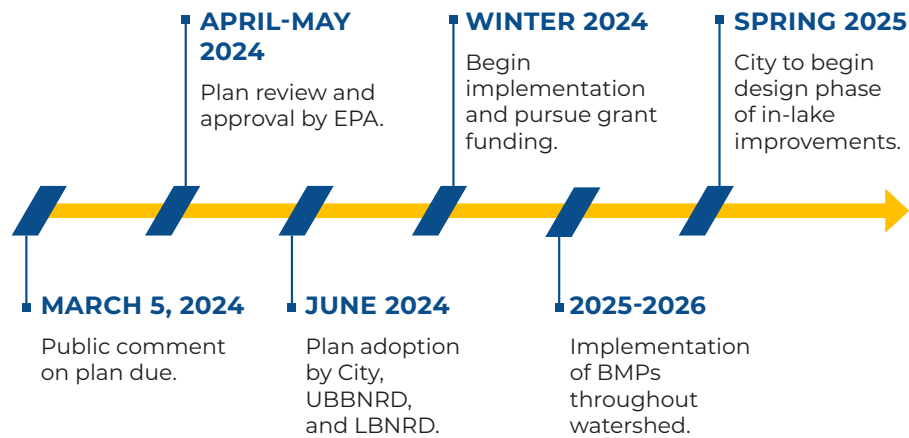 APRIL-MAY
2024
Plan review and
approval by EPA.
WINTER 2024
Begin
implementation
and pursue grant
funding.
SPRING 2025
City to begin
design phase
of in-lake
improvements.
MARCH 5, 2024
Public comment
on plan due.
JUNE 2024
Plan adoption
by City,
UBBNRD,
and LBNRD.
2025-2026
Implementation
of BMPs
throughout
watershed.